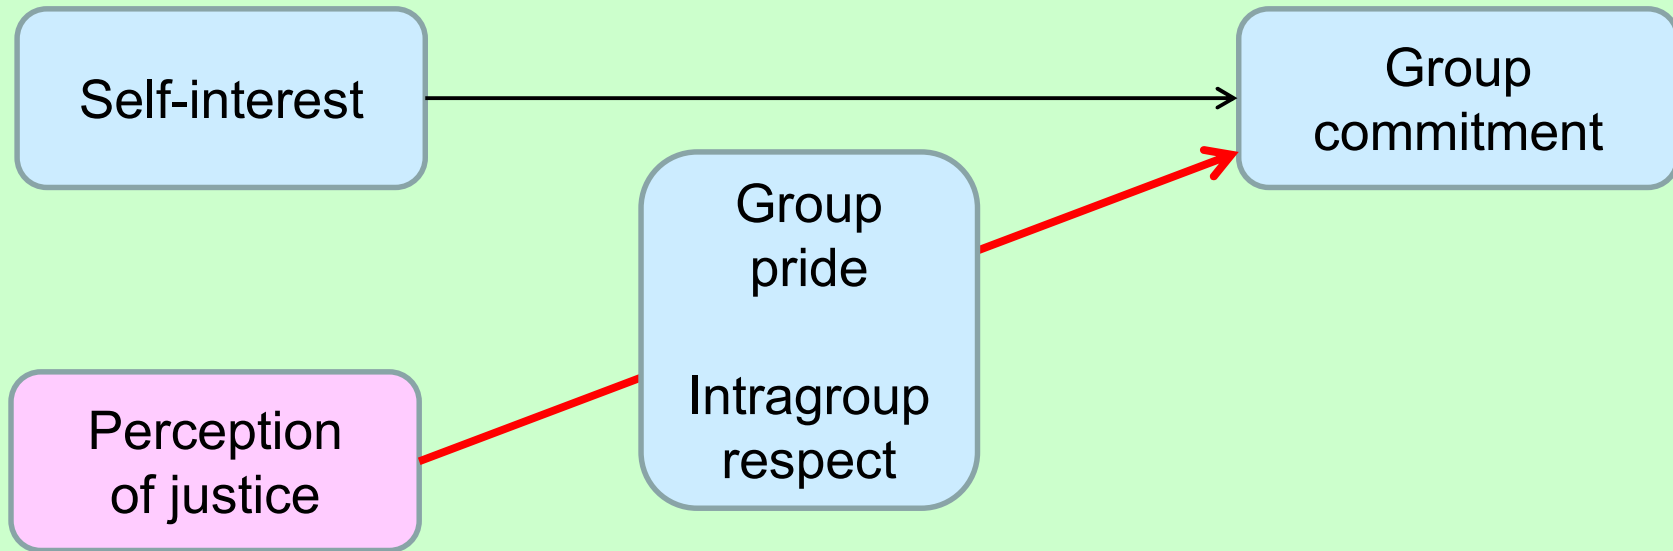 Self-interest
Group
commitment
Group
pride
Intragroup
respect
Perception
of justice